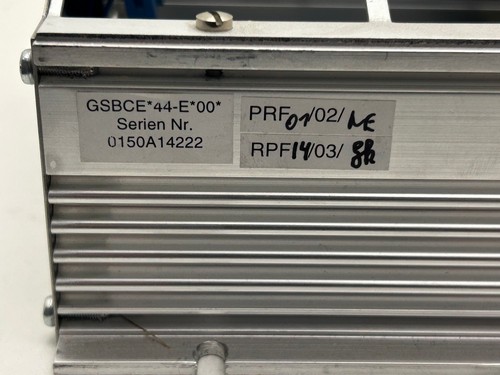 GSBCE*44-E*00*
Serien Nr.
0150A14222
PRF01/02/
RPF14/03/